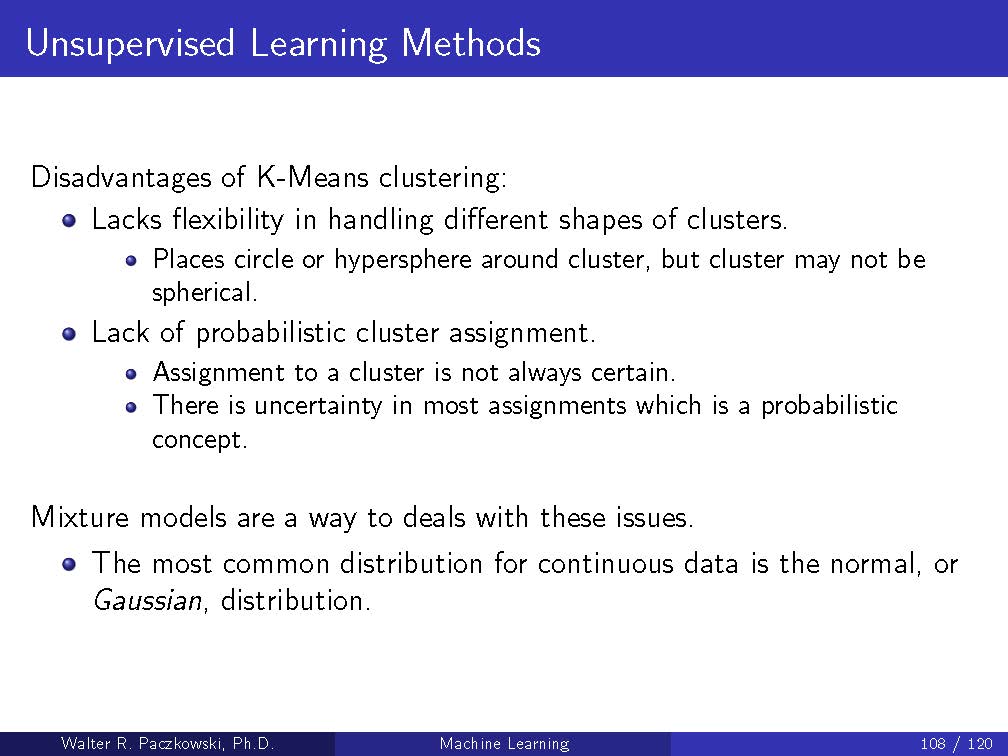 Unsupervised Learning Methods
Disadvantages of K-Means clustering:
Lacks flexibility in handling different shapes of clusters.
Places circle or hypersphere around cluster, but cluster may not be
spherical.
Lack of probabilistic cluster assignment.
Assignment to a cluster is not always certain.
There is uncertainty in most assignments which is a probabilistic
concept.
Mixture models are a way to deals with these issues.
The most common distribution for continuous data is the normal, or
Gaussian, distribution.
Walter R. Paczkowski, Ph.D. Machine Learning 108 / 120